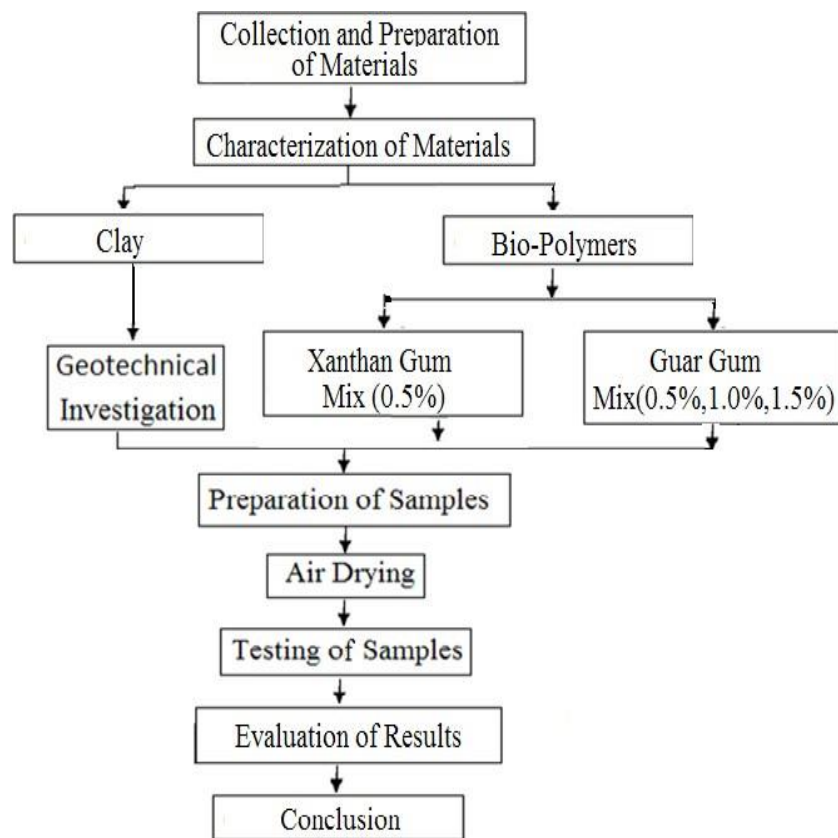 Collection and Preparation
of Materials
Characterization of Materials
Clay
Bio-Polymers
Geotechnical
Investigation
Xanthan Gum
Mix (0.5%)
Guar Gum
Mix(0.5%,1.0%,1.5%)
Preparation of Samples
Air Drying
Testing of Samples
Evaluation of Results
Conclusion